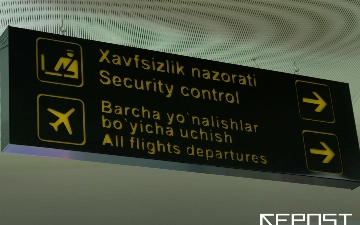 Xavfsizlik nazorati
Security control
Barcha yo`nalishlar
bo`yicha uchish
All flights departures
REPOST